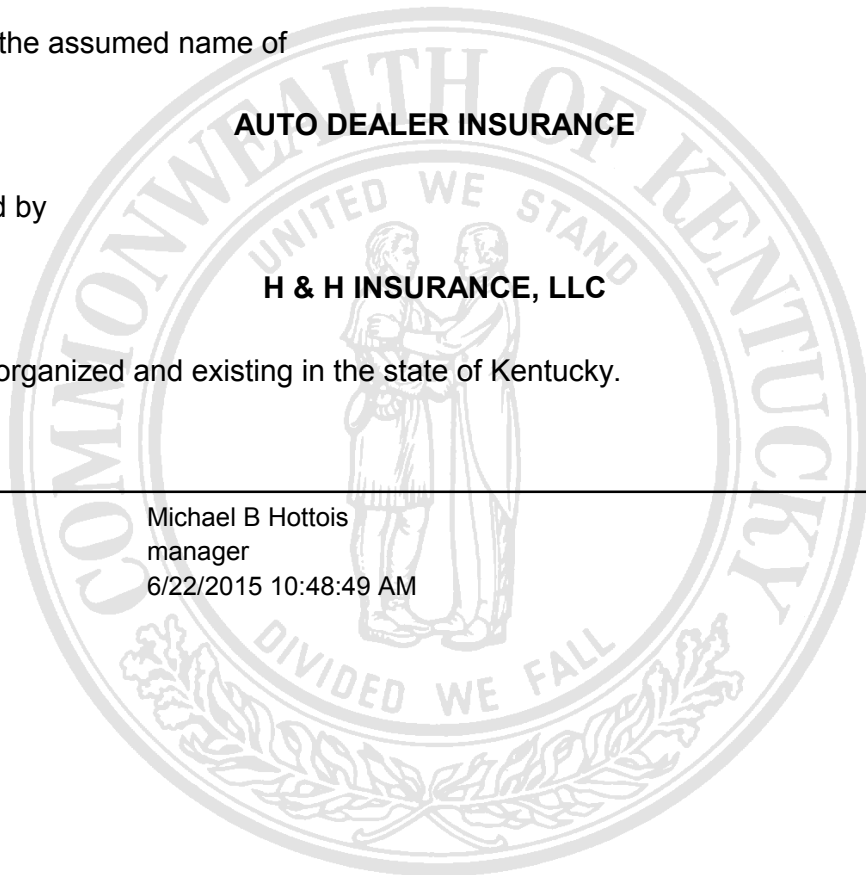 the assumed name of
AUTO DEALER INSURANCE
d by
H & H INSURANCE, LLC
organized and existing in the state of Kentucky.
Michael B Hottois
manager
6/22/2015 10:48:49 AM
COMMONWEALTH OF KENTUCKY
UNITED WE STAND
DIVIDED WE FALL